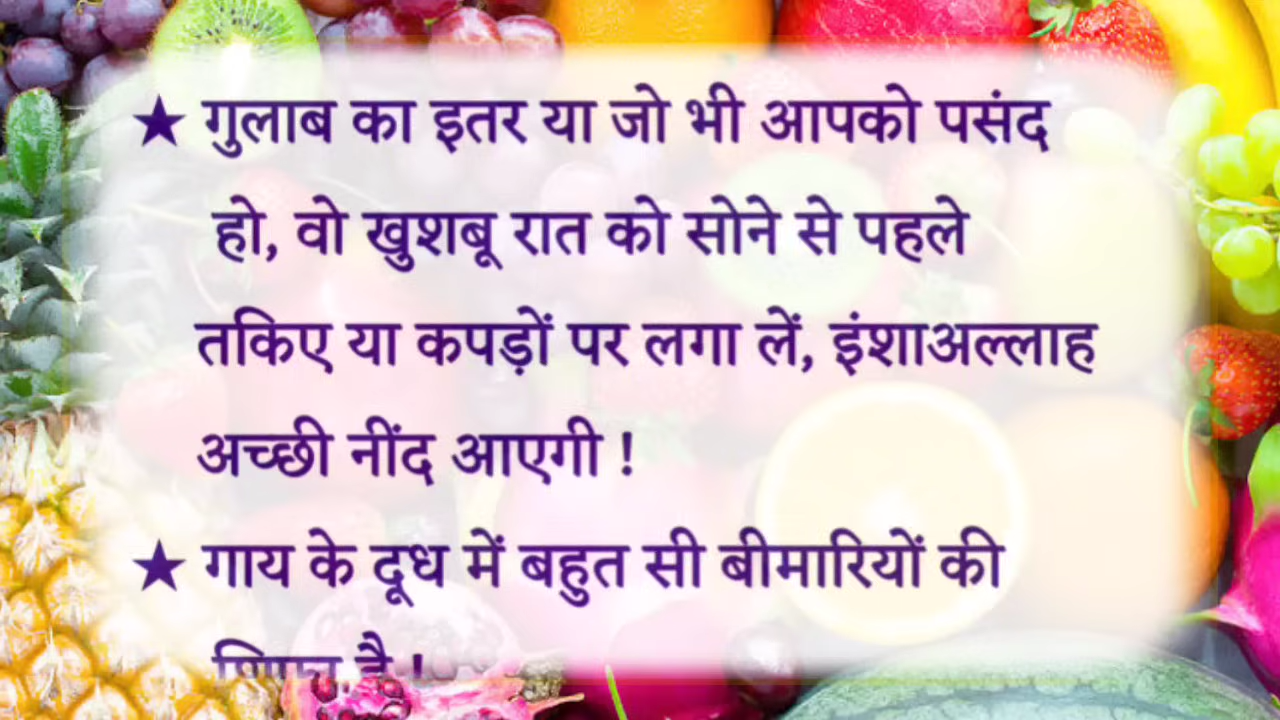 ★ गुलाब का इतर या जो भी आपको पसंद
हो, वो खुशबू रात को सोने से पहले
तकिए या कपड़ों पर लगा लें, इंशाअल्लाह
अच्छी नींद आएगी !
★ गाय के दूध में बहुत सी बीमारियों की
है !